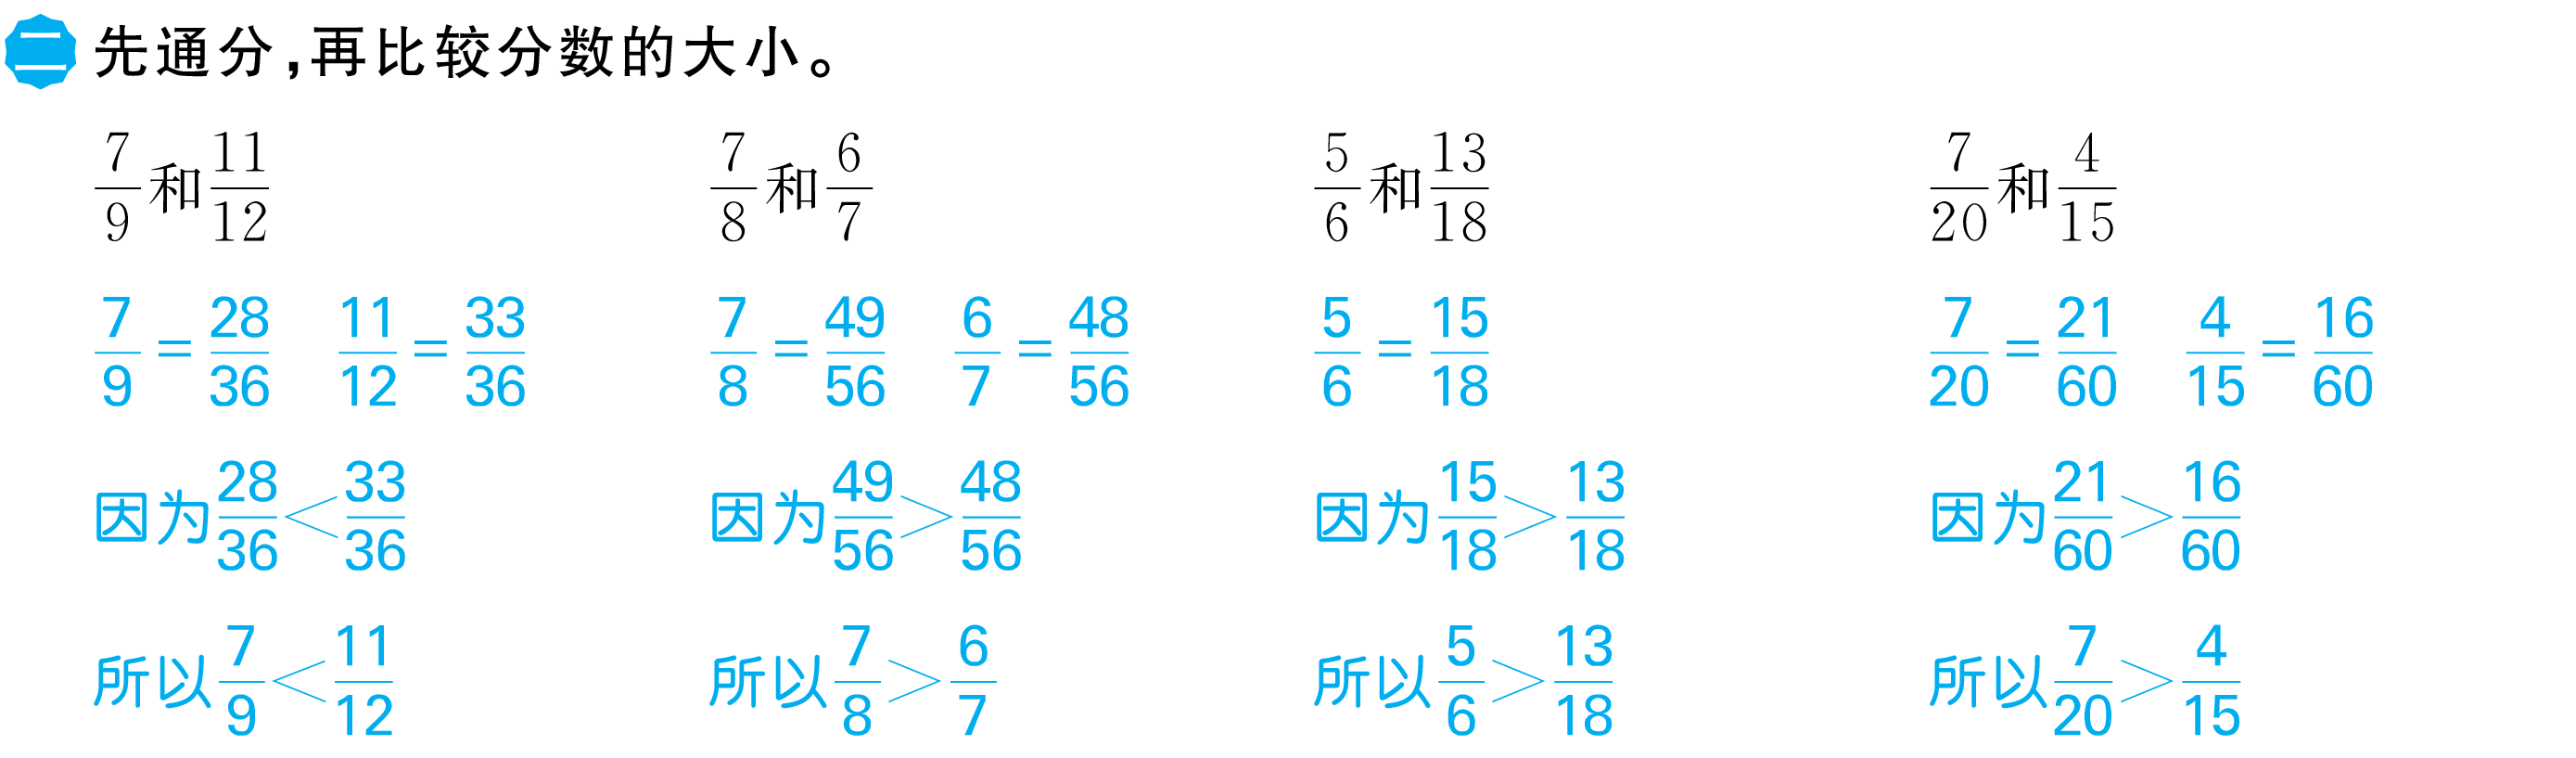 二 先通分,再比较分数的大小。
7/9和11/12 7/8和6/7 5/6和13/18 7/20和4/15
7/9=28/36 11/12=33/36 7/8=49/56 6/7=48/56 5/6=15/18 7/20=21/60 4/15=16/60
因为28/36<33/36 因为49/56>48/56 因为15/18>13/18 因为21/60>16/60
所以7/9<11/12 所以7/8>6/7 所以5/6>13/18 所以7/20>4/15